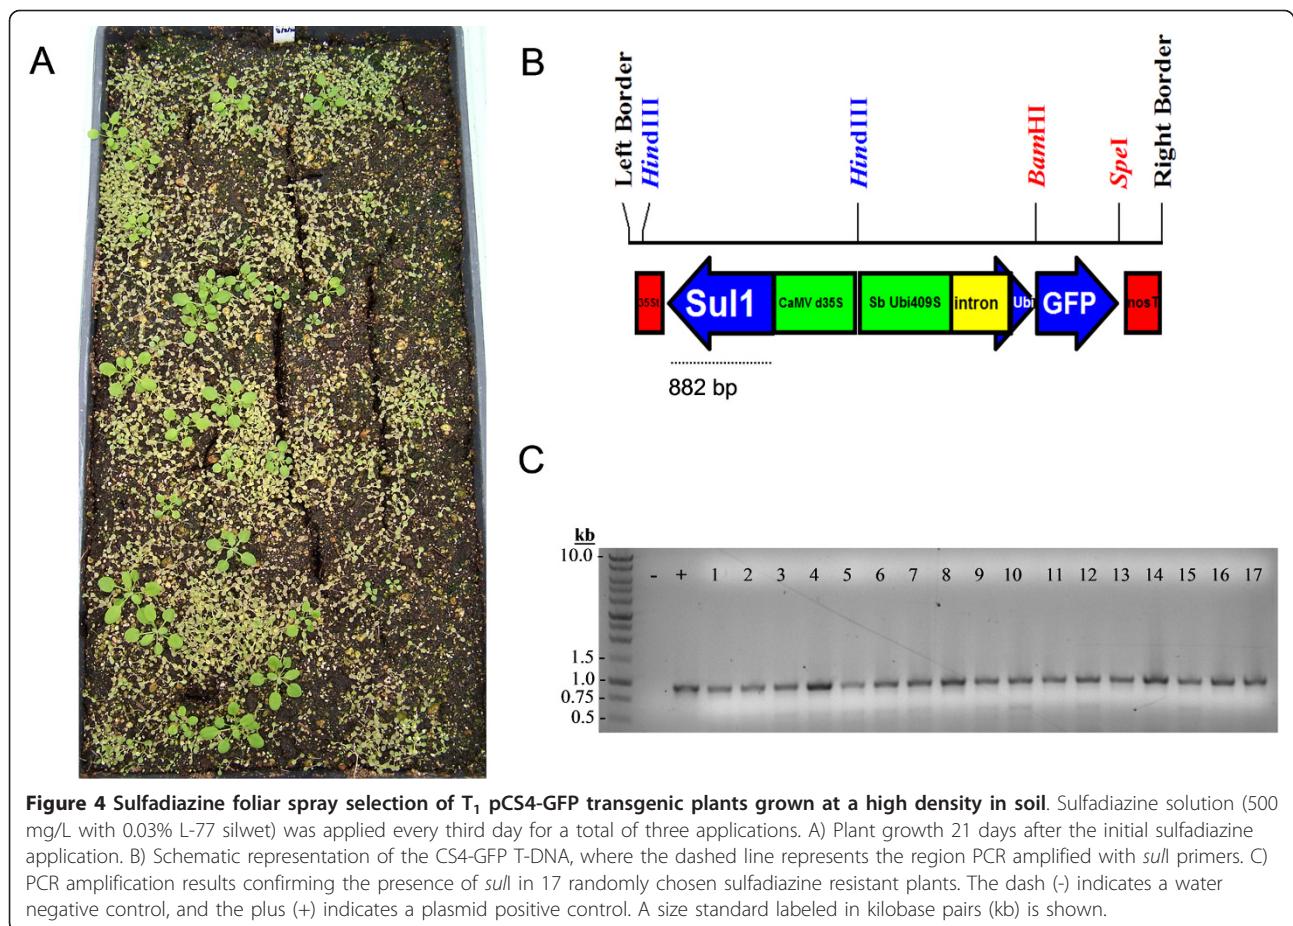 A
B
Left Border
HindIII
HindIII
BamHI
SpeI
Right Border
35St
Sul1
CaMV d35S
Sb Ubi409S
intron
Ubi
GFP
nosT
882 bp
C
kb
10.0 -
- + 1 2 3 4 5 6 7 8 9 10 11 12 13 14 15 16 17
1.5 -
1.0 -
0.75 -
0.5 -
Figure 4 Sulfadiazine foliar spray selection of T₁ pCS4-GFP transgenic plants grown at a high density in soil. Sulfadiazine solution (500
mg/L with 0.03% L-77 silwet) was applied every third day for a total of three applications. A) Plant growth 21 days after the initial sulfadiazine
application. B) Schematic representation of the CS4-GFP T-DNA, where the dashed line represents the region PCR amplified with sulI primers. C)
PCR amplification results confirming the presence of sulI in 17 randomly chosen sulfadiazine resistant plants. The dash (-) indicates a water
negative control, and the plus (+) indicates a plasmid positive control. A size standard labeled in kilobase pairs (kb) is shown.